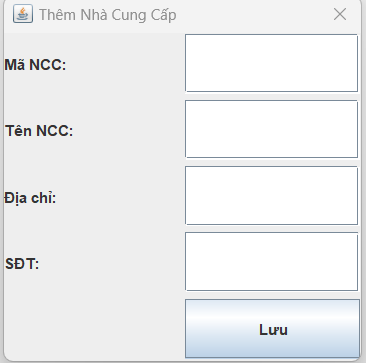 Thêm Nhà Cung Cấp
Mã NCC:
Tên NCC:
Địa chỉ:
SĐT:
Lưu